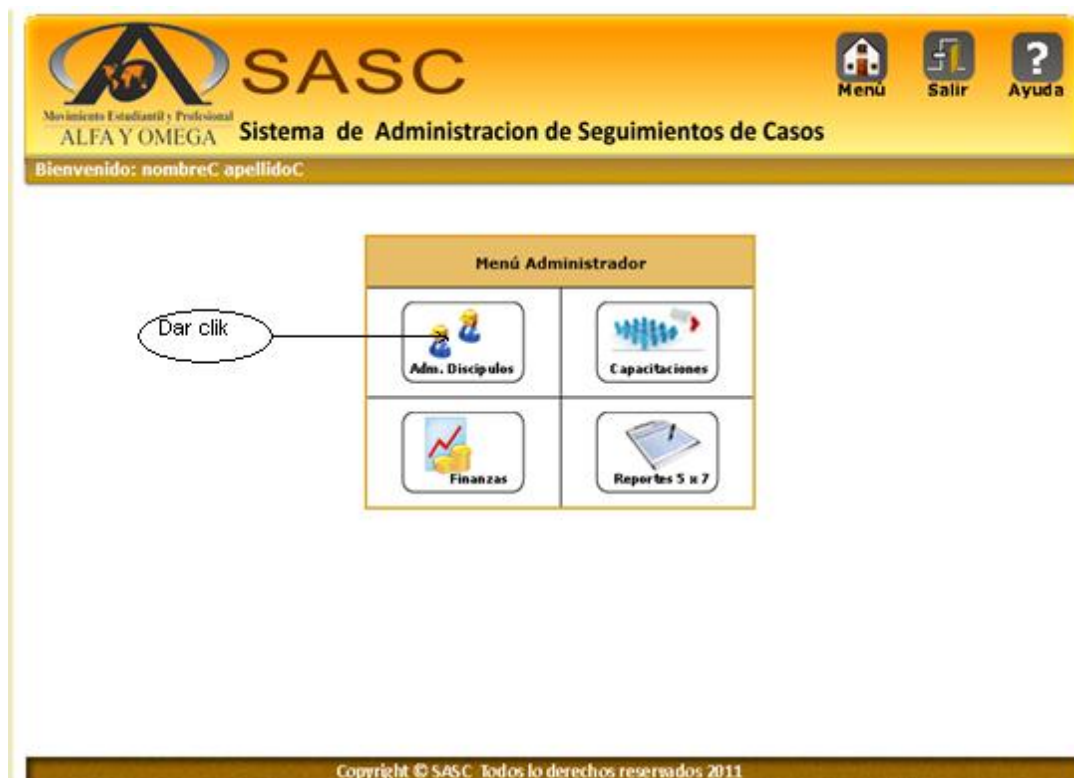 SASC
Menú
Salir
Ayuda
Movimiento Estudiantil y Profesional
ALFA Y OMEGA
Sistema de Administracion de Seguimientos de Casos
Bienvenido: nombreC apellidoC
Menú Administrador
Dar clik
Adm. Discipulos
Capacitaciones
Finanzas
Reportes 5 x 7
Copyright © SASC Todos lo derechos reservados 2011